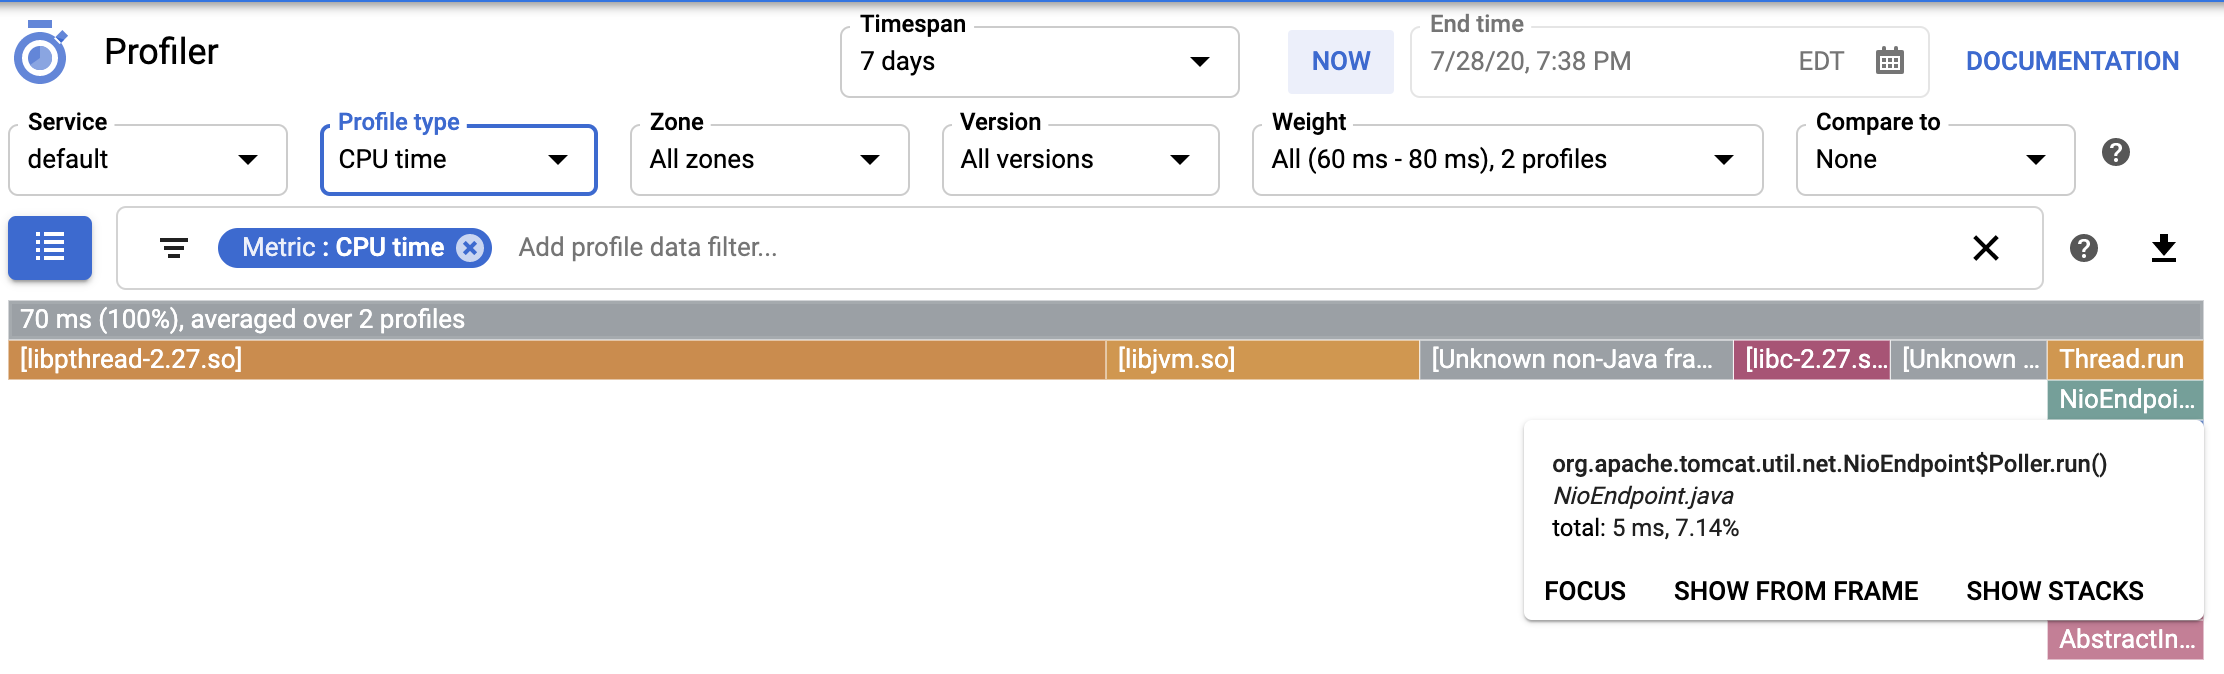 Profiler
Timespan
7 days
NOW
End time
7/28/20, 7:38 PM
EDT
DOCUMENTATION
Service
default
Profile type
CPU time
Zone
All zones
Version
All versions
Weight
All (60 ms - 80 ms), 2 profiles
Compare to
None
?
Metric : CPU time
Add profile data filter...
?
70 ms (100%), averaged over 2 profiles
[libpthread-2.27.so]
[libjvm.so]
[Unknown non-Java fra...
[libc-2.27.s...
[Unknown ...
Thread.run
NioEndpoi...
org.apache.tomcat.util.net.NioEndpoint$Poller.run()
NioEndpoint.java
total: 5 ms, 7.14%
FOCUS
SHOW FROM FRAME
SHOW STACKS
AbstractIn...